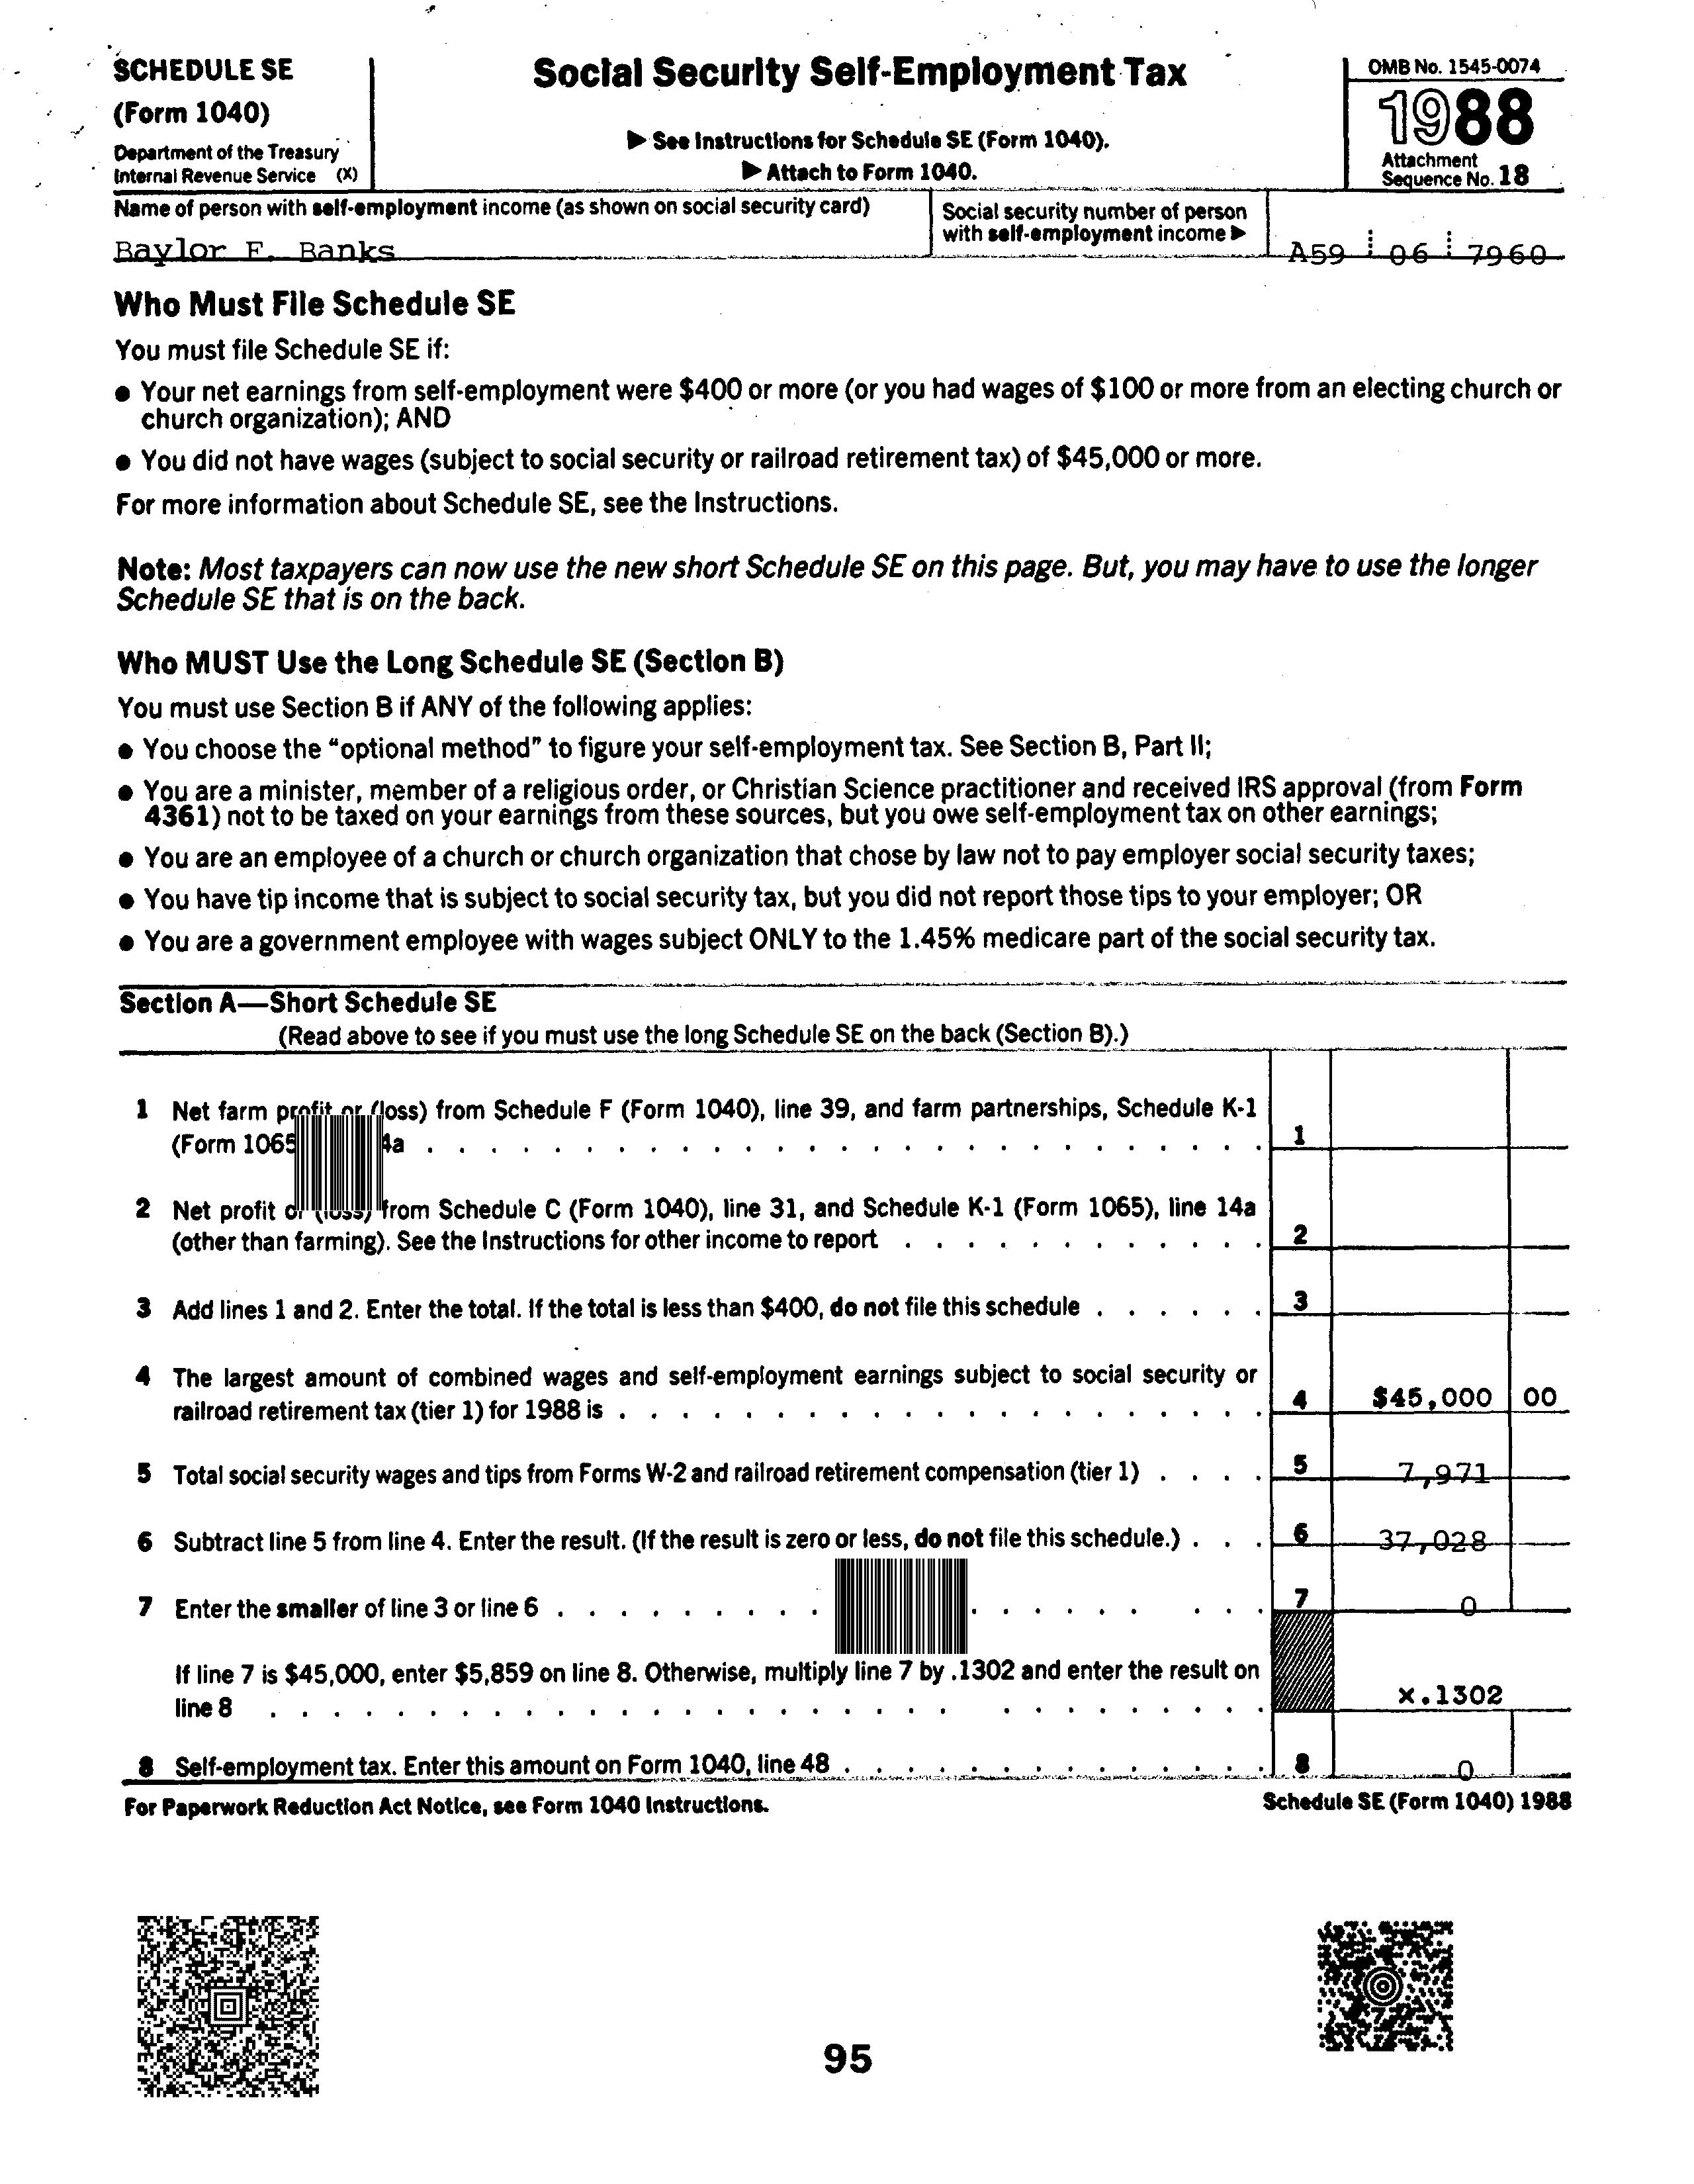 SCHEDULE SE
(Form 1040)
Department of the Treasury
Internal Revenue Service (X)
Social Security Self-Employment Tax
▶ See Instructions for Schedule SE (Form 1040).
▶ Attach to Form 1040.
OMB No. 1545-0074
1988
Attachment
Sequence No. 18
Name of person with self-employment income (as shown on social security card)
Baylor F. Banks
Social security number of person
with self-employment income ▶
A59 06 7960
Who Must File Schedule SE
You must file Schedule SE if:
● Your net earnings from self-employment were $400 or more (or you had wages of $100 or more from an electing church or
church organization); AND
● You did not have wages (subject to social security or railroad retirement tax) of $45,000 or more.
For more information about Schedule SE, see the Instructions.
Note: Most taxpayers can now use the new short Schedule SE on this page. But, you may have to use the longer
Schedule SE that is on the back.
Who MUST Use the Long Schedule SE (Section B)
You must use Section B if ANY of the following applies:
● You choose the "optional method" to figure your self-employment tax. See Section B, Part II;
● You are a minister, member of a religious order, or Christian Science practitioner and received IRS approval (from Form
4361) not to be taxed on your earnings from these sources, but you owe self-employment tax on other earnings;
● You are an employee of a church or church organization that chose by law not to pay employer social security taxes;
● You have tip income that is subject to social security tax, but you did not report those tips to your employer; OR
● You are a government employee with wages subject ONLY to the 1.45% medicare part of the social security tax.
Section A—Short Schedule SE
(Read above to see if you must use the long Schedule SE on the back (Section B).)
1 Net farm profit or (loss) from Schedule F (Form 1040), line 39, and farm partnerships, Schedule K-1
(Form 1065 4a . . . . . . . . . . . . . . . . . . . . . . . . . . . 1
2 Net profit or (loss) from Schedule C (Form 1040), line 31, and Schedule K-1 (Form 1065), line 14a
(other than farming). See the Instructions for other income to report . . . . . . . . . . . . 2
3 Add lines 1 and 2. Enter the total. If the total is less than $400, do not file this schedule . . . . . . 3
4 The largest amount of combined wages and self-employment earnings subject to social security or
railroad retirement tax (tier 1) for 1988 is . . . . . . . . . . . . . . . . . . . . . 4 $45,000 00
5 Total social security wages and tips from Forms W-2 and railroad retirement compensation (tier 1) . . . . 5 7,971
6 Subtract line 5 from line 4. Enter the result. (If the result is zero or less, do not file this schedule.) . . . 6 37,028
7 Enter the smaller of line 3 or line 6 . . . . . . . . . . . . . . . . . . 7 0
If line 7 is $45,000, enter $5,859 on line 8. Otherwise, multiply line 7 by .1302 and enter the result on
line 8 . . . . . . . . . . . . . . . . . . . . . . . . . . . . . x.1302
8 Self-employment tax. Enter this amount on Form 1040, line 48 . . . . . . . . . . . . . . 8 0
For Paperwork Reduction Act Notice, see Form 1040 Instructions.
Schedule SE (Form 1040) 1988
95